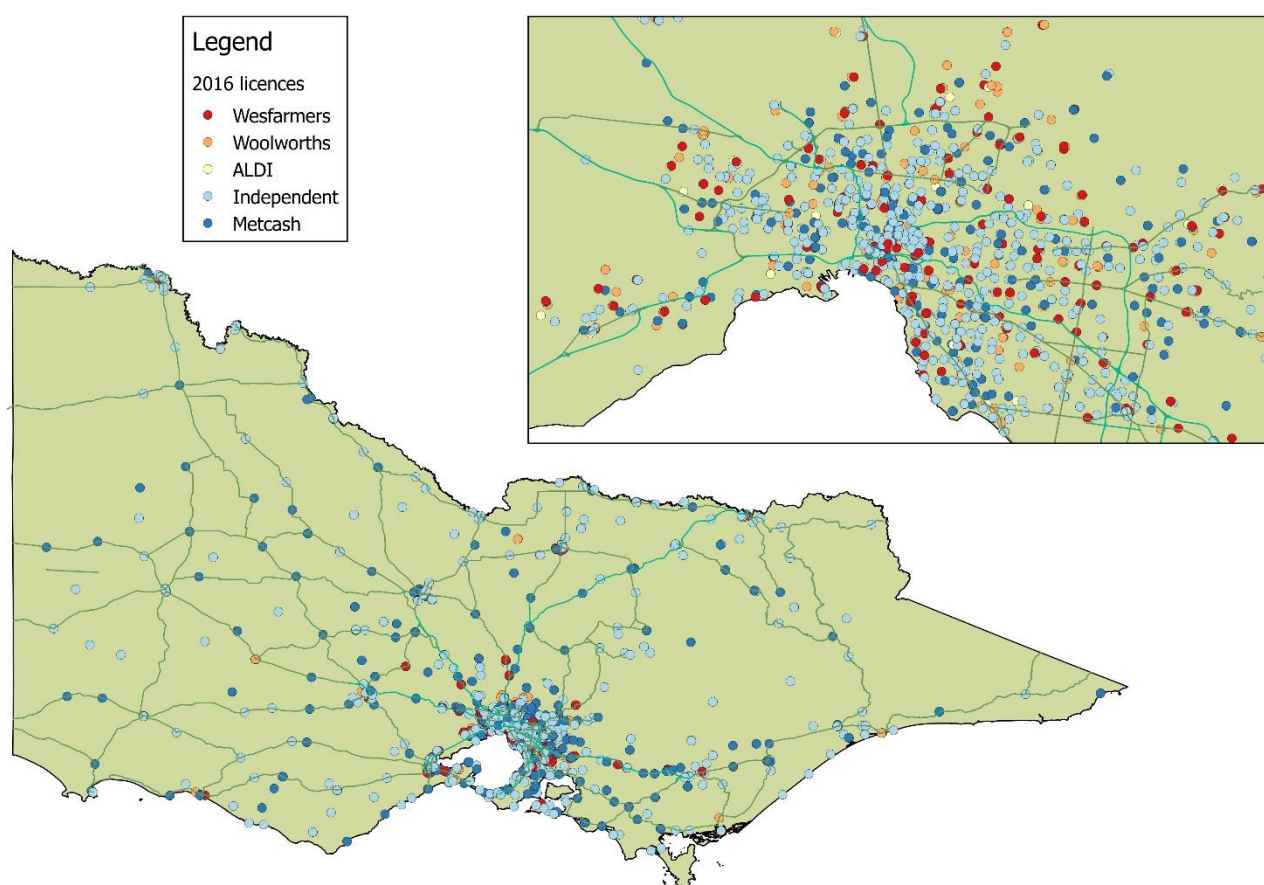 Legend
2016 licences
Wesfarmers
Woolworths
ALDI
Independent
Metcash